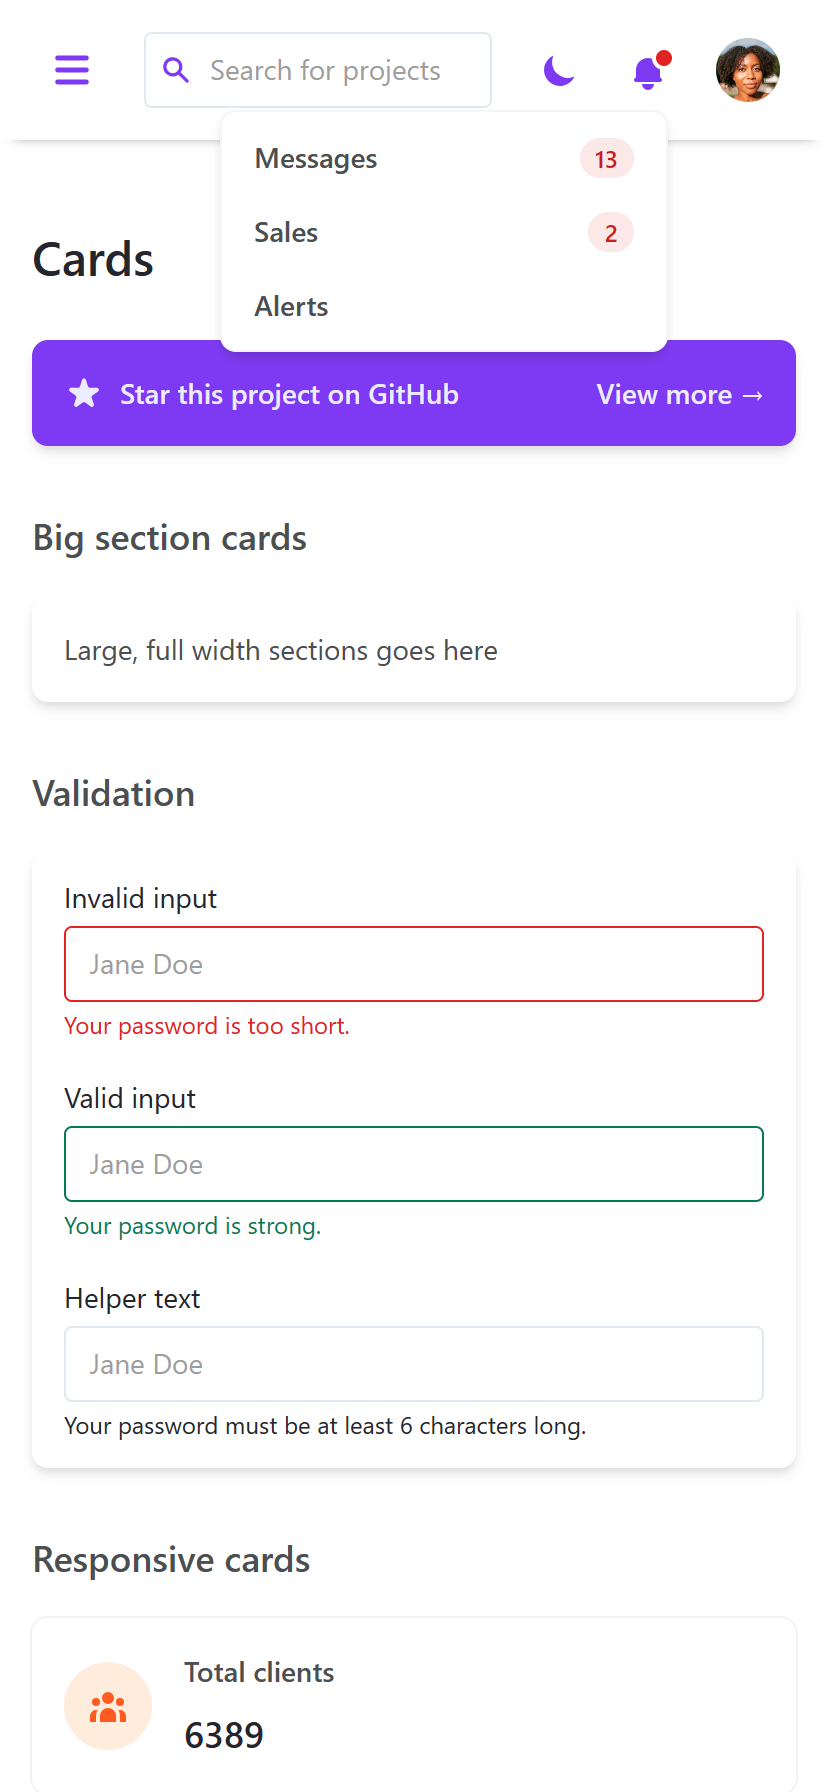 Search for projects
Messages 13
Sales 2
Alerts
Cards
Star this project on GitHub View more →
Big section cards
Large, full width sections goes here
Validation
Invalid input
Jane Doe
Your password is too short.
Valid input
Jane Doe
Your password is strong.
Helper text
Jane Doe
Your password must be at least 6 characters long.
Responsive cards
Total clients
6389